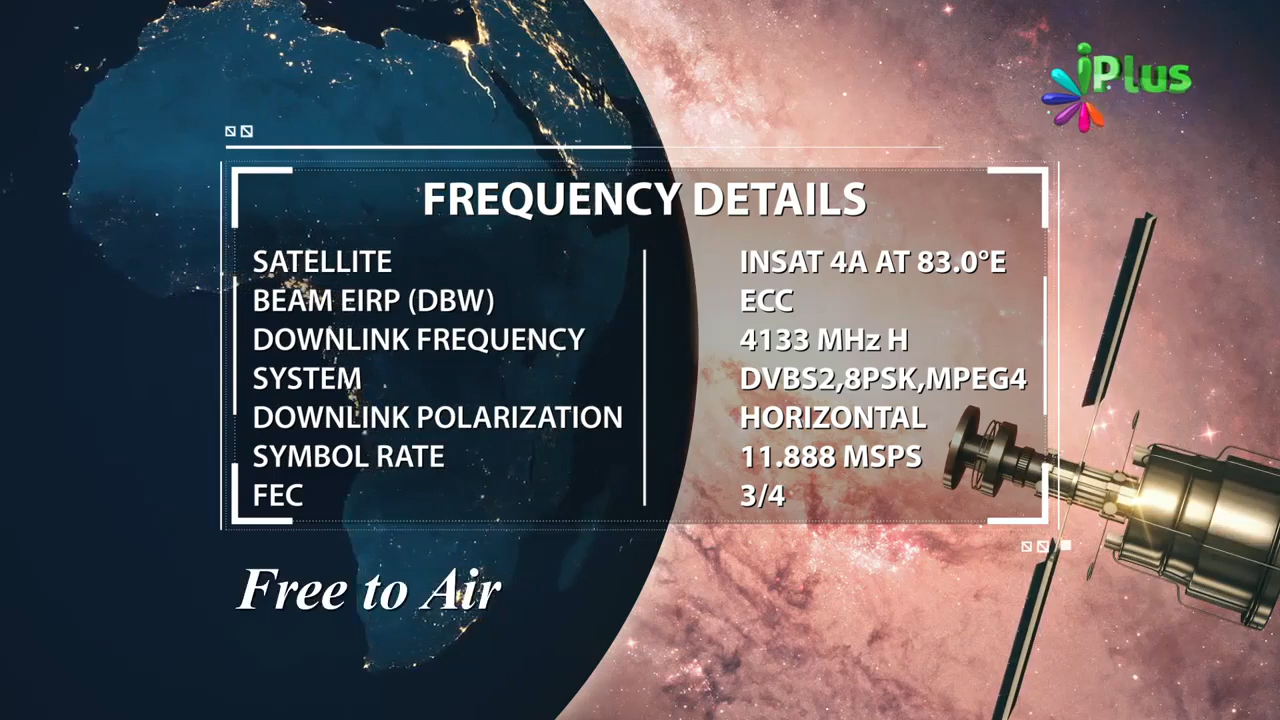 iPlus
FREQUENCY DETAILS
SATELLITE INSAT 4A AT 83.0°E
BEAM EIRP (DBW) ECC
DOWNLINK FREQUENCY 4133 MHz H
SYSTEM DVBS2,8PSK,MPEG4
DOWNLINK POLARIZATION HORIZONTAL
SYMBOL RATE 11.888 MSPS
FEC 3/4
Free to Air